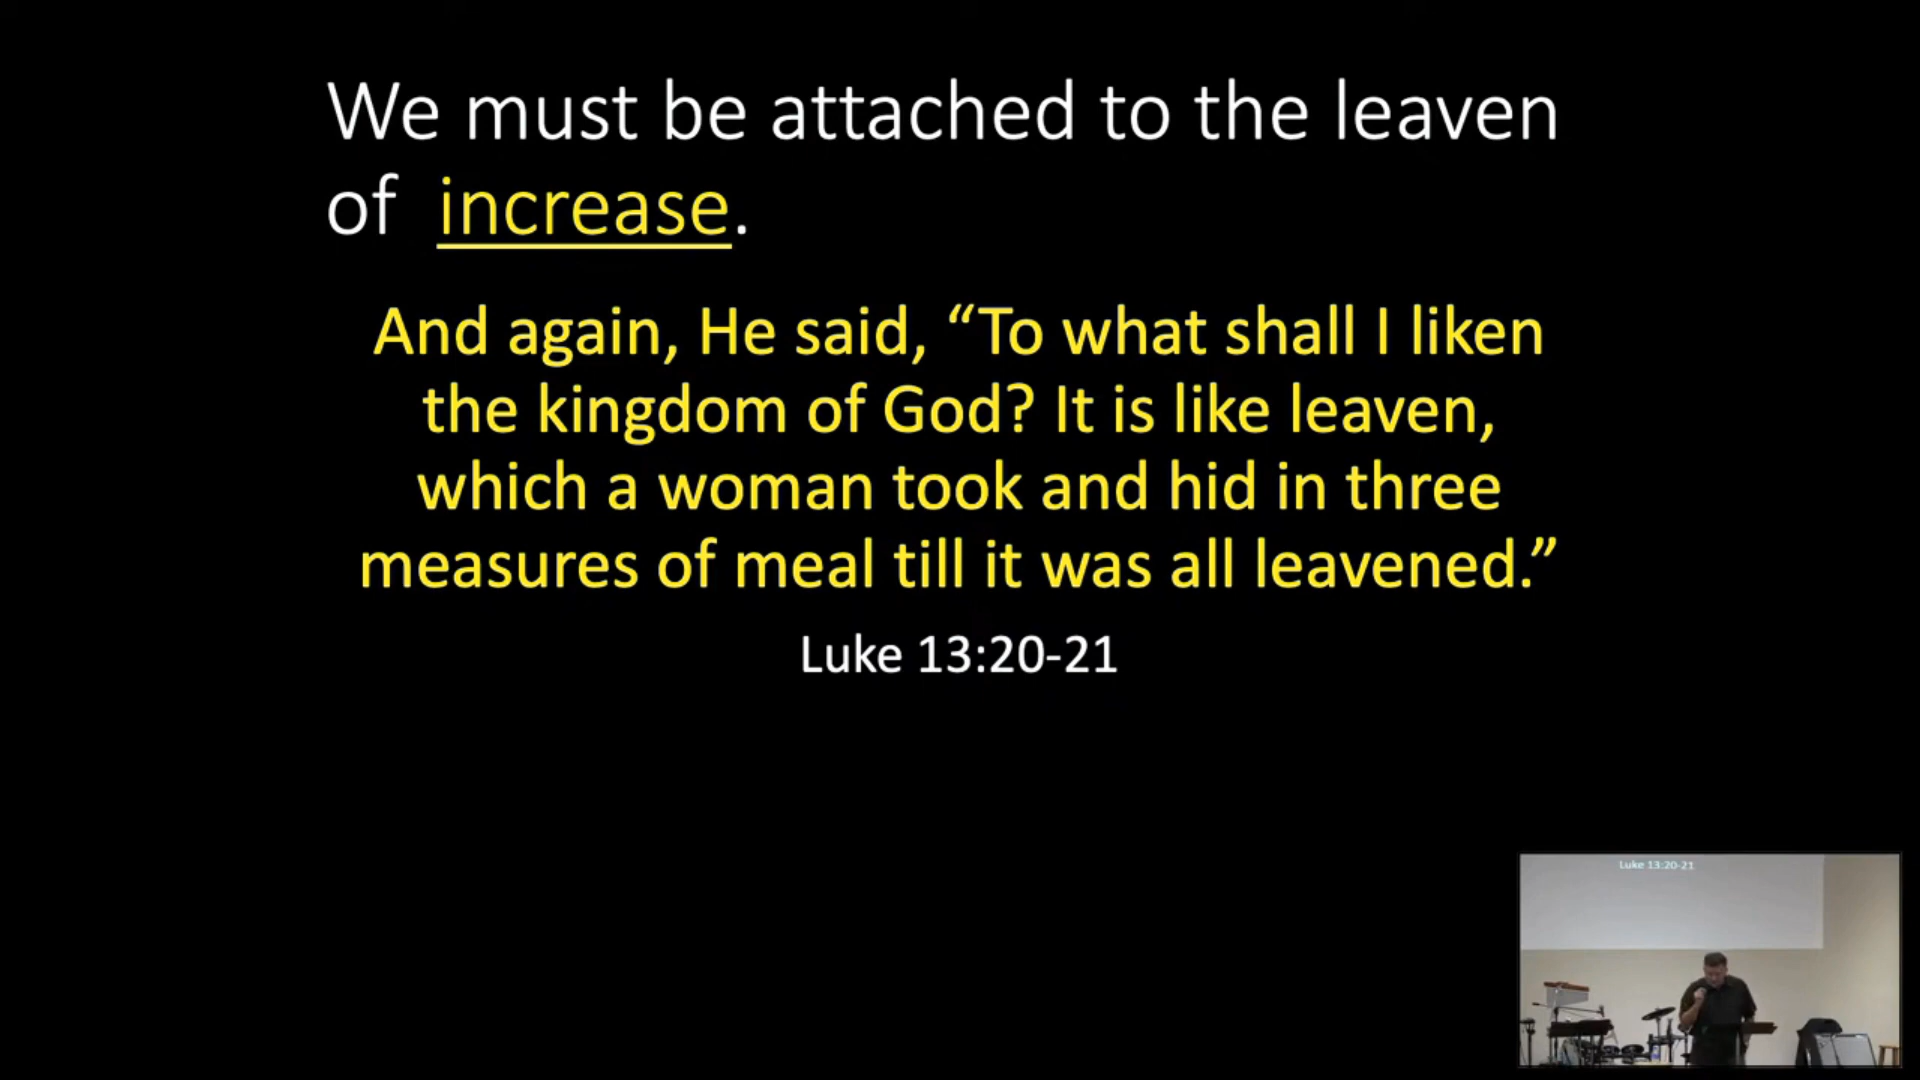 We must be attached to the leaven
of increase.
And again, He said, “To what shall I liken
the kingdom of God? It is like leaven,
which a woman took and hid in three
measures of meal till it was all leavened.”
Luke 13:20-21
Luke 13:20-21